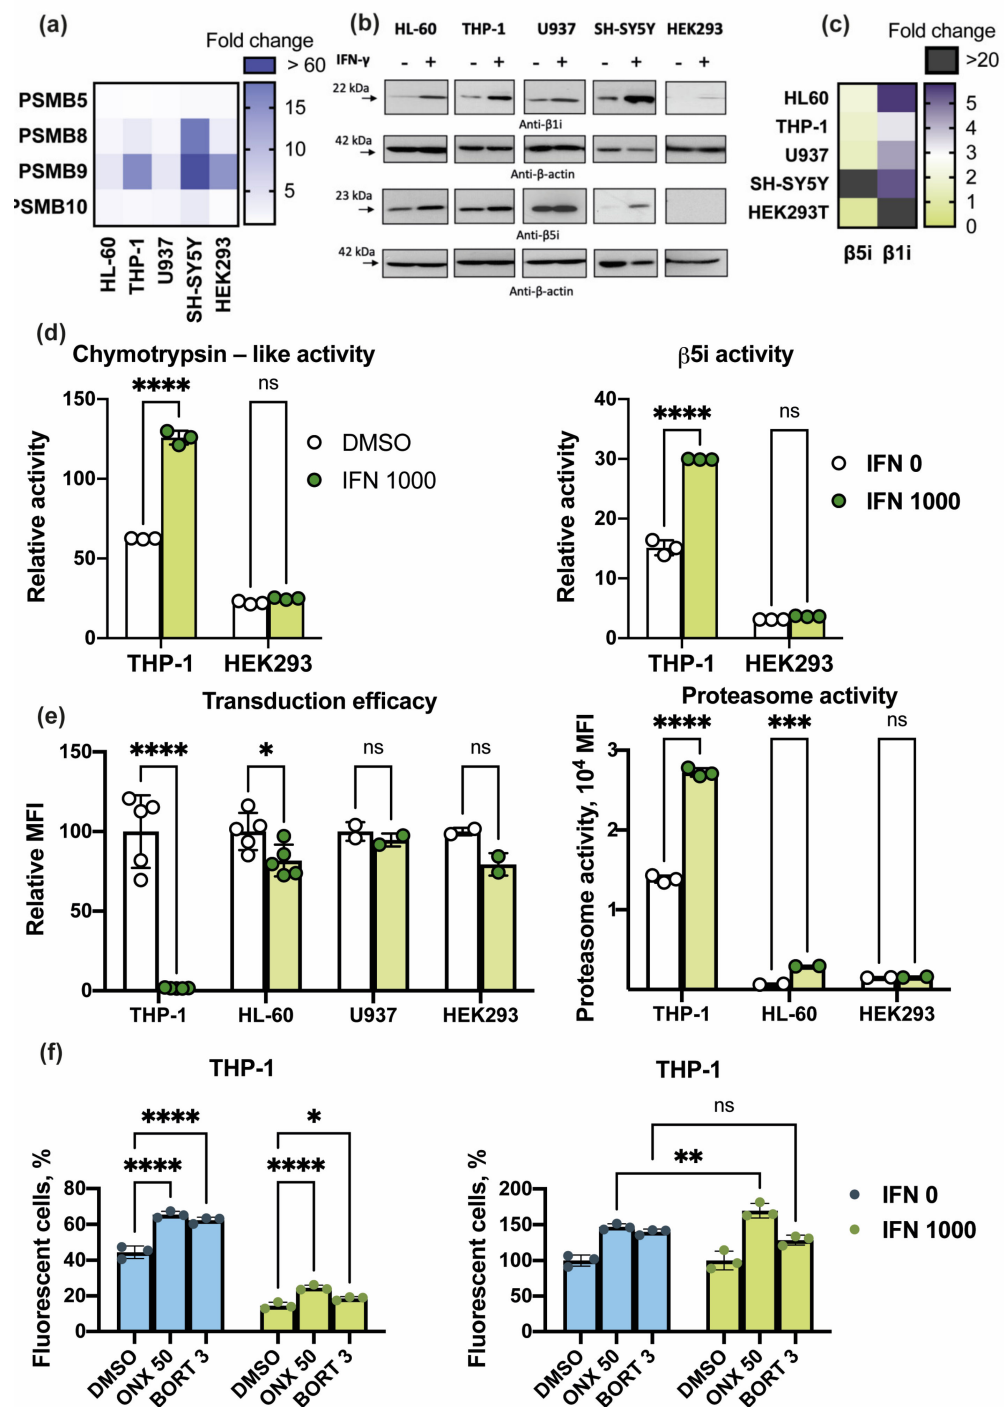 (a)
Fold change
> 60
PSMB5
PSMB8
PSMB9
PSMB10
15
10
5
HL-60
THP-1
U937
SH-SY5Y
HEK293
(b)
HL-60 THP-1 U937 SH-SY5Y HEK293
IFN-γ - + - + - + - + - +
22 kDa
Anti-β1i
42 kDa
Anti-β-actin
23 kDa
Anti-β5i
42 kDa
Anti-β-actin
(c)
Fold change
>20
HL60
THP-1
U937
SH-SY5Y
HEK293T
5
4
3
2
1
0
β5i β1i
(d)
Chymotrypsin – like activity
**** ns
Relative activity
150
100
50
0
THP-1 HEK293
DMSO
IFN 1000
β5i activity
**** ns
Relative activity
40
30
20
10
0
THP-1 HEK293
IFN 0
IFN 1000
(e)
Transduction efficacy
**** * ns ns
Relative MFI
150
100
50
0
THP-1 HL-60 U937 HEK293
Proteasome activity
**** *** ns
Proteasome activity, 10⁴ MFI
3
2
1
THP-1 HL-60 HEK293
(f)
THP-1
**** *
**** ****
Fluorescent cells, %
80
60
40
20
0
DMSO
ONX 50
BORT 3
DMSO
ONX 50
BORT 3
THP-1
ns
**
Fluorescent cells, %
200
150
100
50
0
DMSO
ONX 50
BORT 3
DMSO
ONX 50
BORT 3
IFN 0
IFN 1000